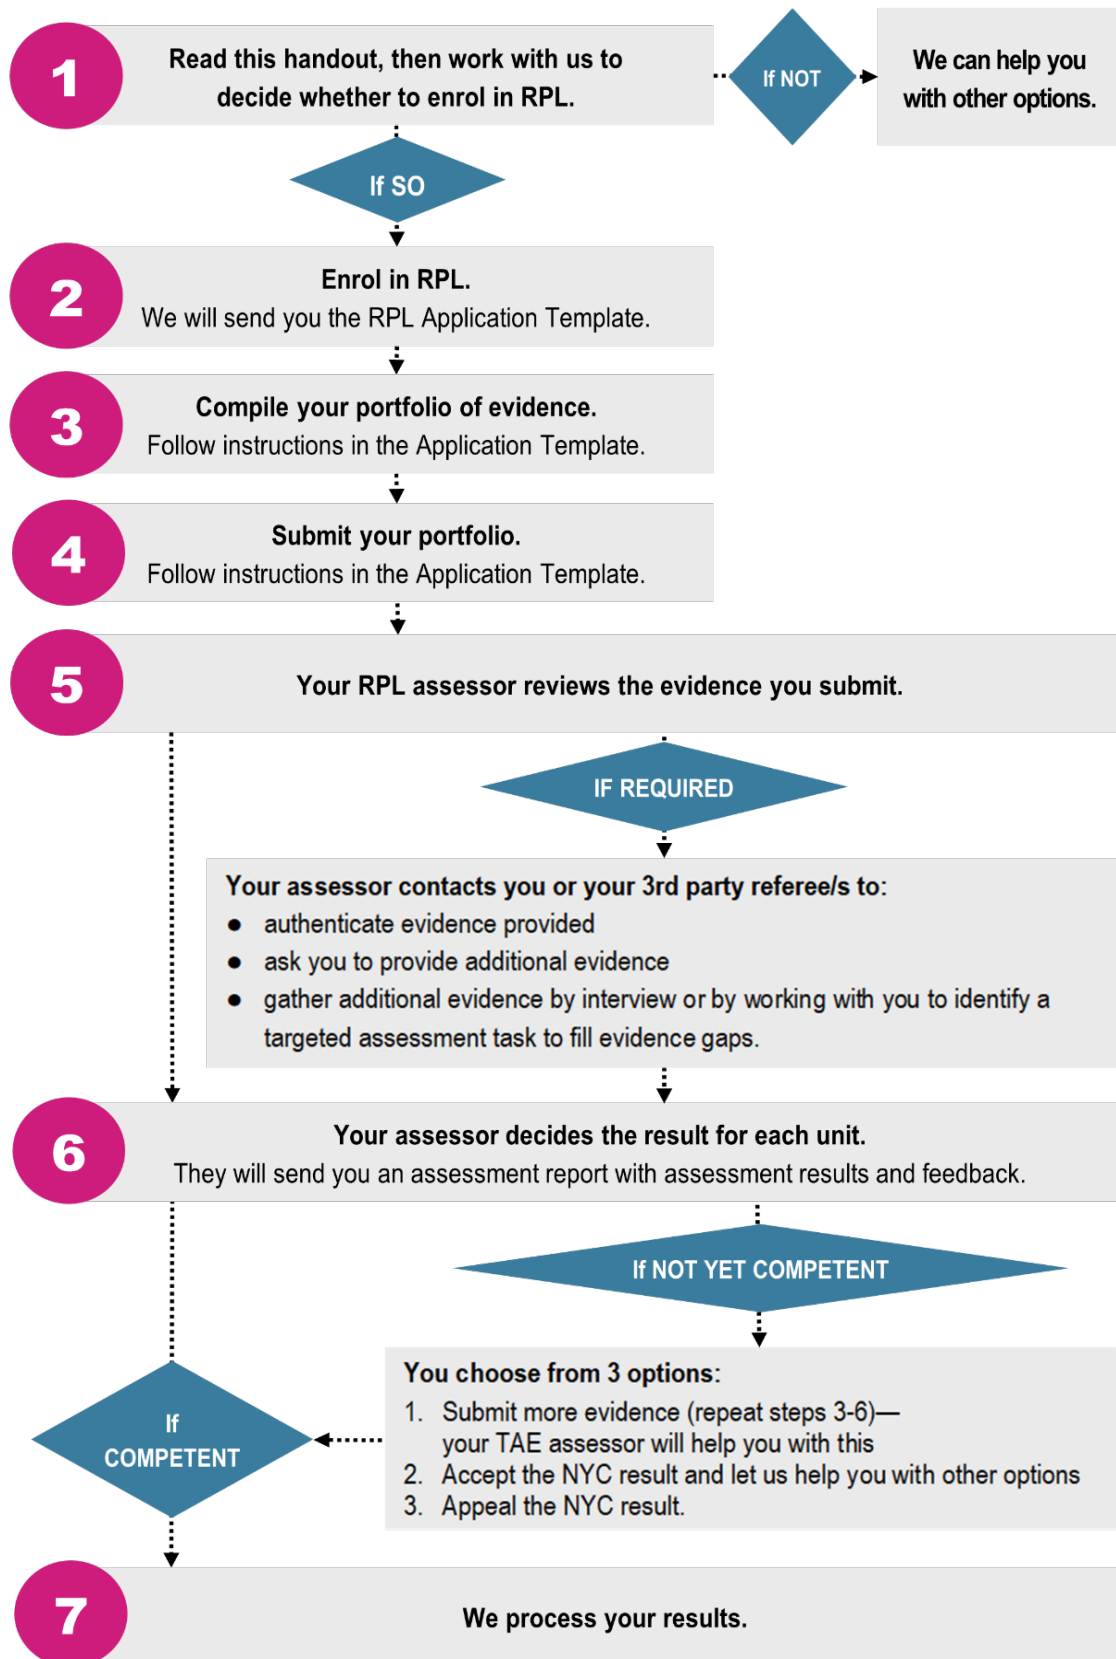 1
Read this handout, then work with us to
decide whether to enrol in RPL.
If NOT
We can help you
with other options.
If SO
2
Enrol in RPL.
We will send you the RPL Application Template.
3
Compile your portfolio of evidence.
Follow instructions in the Application Template.
4
Submit your portfolio.
Follow instructions in the Application Template.
5
Your RPL assessor reviews the evidence you submit.
IF REQUIRED
Your assessor contacts you or your 3rd party referee/s to:
● authenticate evidence provided
● ask you to provide additional evidence
● gather additional evidence by interview or by working with you to identify a
targeted assessment task to fill evidence gaps.
6
Your assessor decides the result for each unit.
They will send you an assessment report with assessment results and feedback.
If NOT YET COMPETENT
You choose from 3 options:
1. Submit more evidence (repeat steps 3-6)—
your TAE assessor will help you with this
2. Accept the NYC result and let us help you with other options
3. Appeal the NYC result.
If
COMPETENT
7
We process your results.